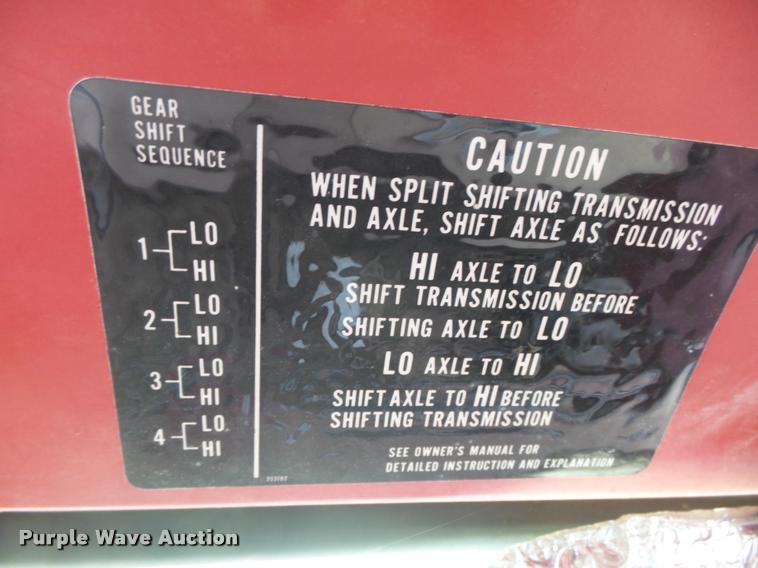 GEAR
SHIFT
SEQUENCE
1 LO
HI
2 LO
HI
3 LO
HI
4 LO
HI
CAUTION
WHEN SPLIT SHIFTING TRANSMISSION
AND AXLE, SHIFT AXLE AS FOLLOWS:
HI AXLE TO LO
SHIFT TRANSMISSION BEFORE
SHIFTING AXLE TO LO
LO AXLE TO HI
SHIFT AXLE TO HI BEFORE
SHIFTING TRANSMISSION
SEE OWNER'S MANUAL FOR
DETAILED INSTRUCTION AND EXPLANATION
Purple Wave Auction